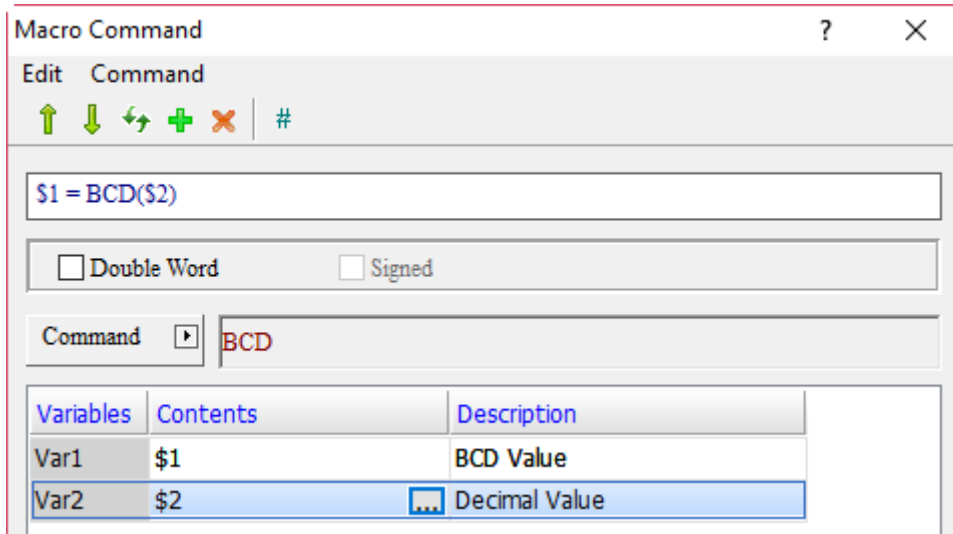 Macro Command ?
Edit Command
#
$1 = BCD($2)
Double Word Signed
Command BCD
Variables Contents Description
Var1 $1 BCD Value
Var2 $2 ... Decimal Value